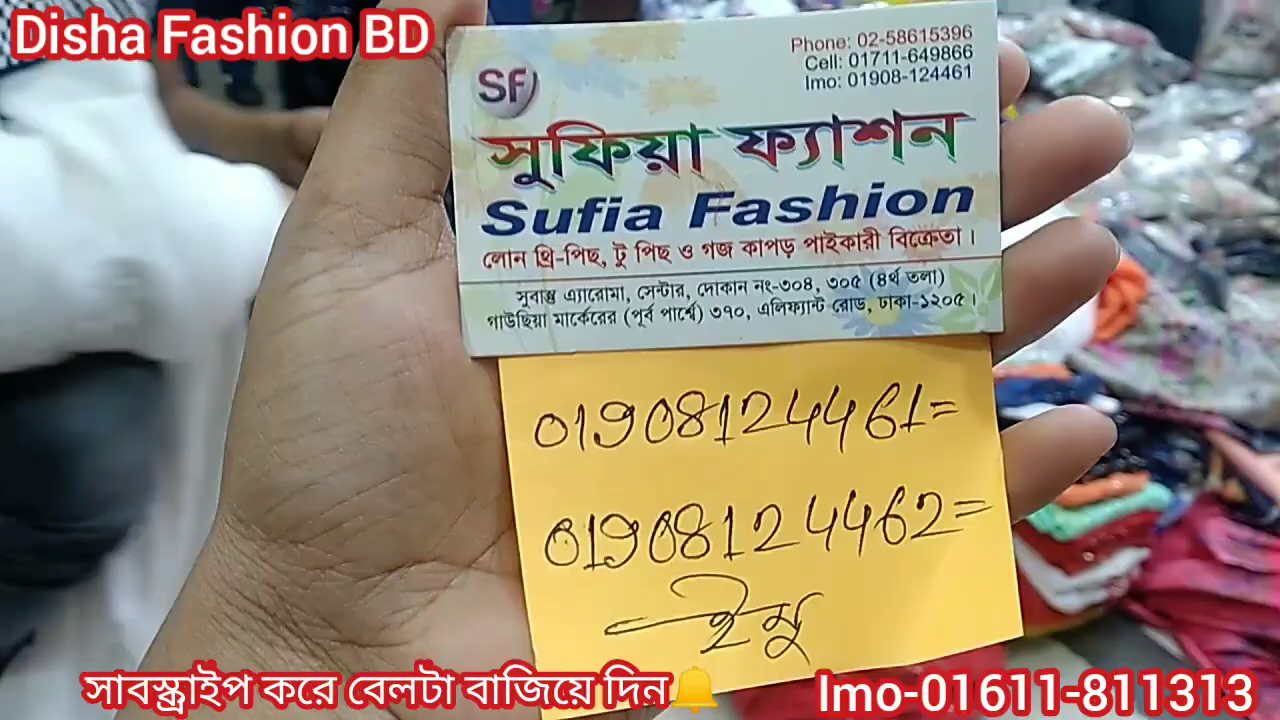 Disha Fashion BD
Phone: 02-58615396
Cell: 01711-649866
Imo: 01908-124461
SF
সুফিয়া ফ্যাশন
Sufia Fashion
লোন থ্রি-পিছ, টু পিছ ও গজ কাপড় পাইকারী বিক্রেতা।
সুবাস্তু এ্যারোমা, সেন্টার, দোকান নং-৩০৪, ৩০৫ (৪র্থ তলা)
গাউছিয়া মার্কেরের (পূর্ব পার্শ্বে) ৩৭০, এলিফ্যান্ট রোড, ঢাকা-১২০৫।
01908124461=
01908124462=
ইমু
সাবস্ক্রাইপ করে বেলটা বাজিয়ে দিন🔔
Imo-01611-811313